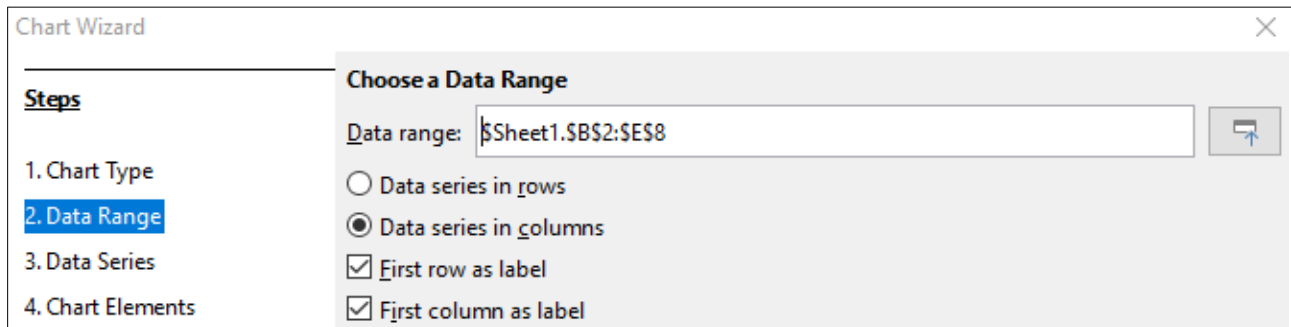 Chart Wizard
Steps
1. Chart Type
2. Data Range
3. Data Series
4. Chart Elements
Choose a Data Range
Data range: $Sheet1.$B$2:$E$8
Data series in rows
Data series in columns
First row as label
First column as label